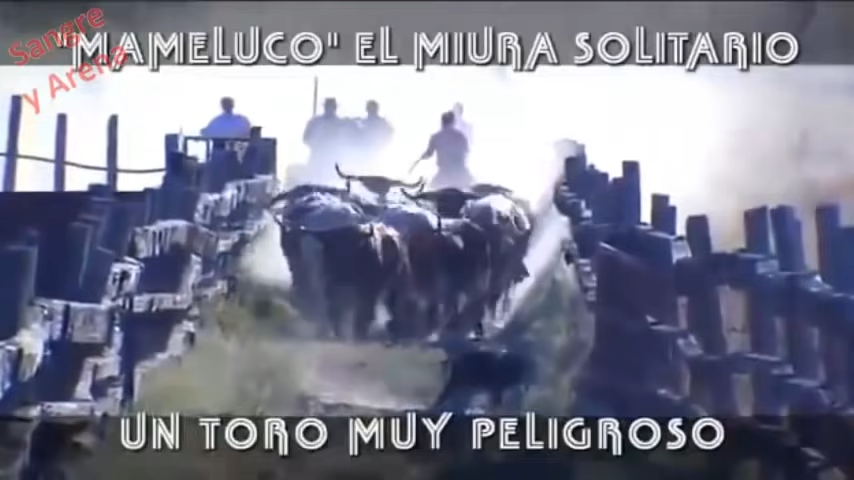 Sangre
y Arena
"MAMELUCO" EL MIURA SOLITARIO
UN TORO MUY PELIGROSO